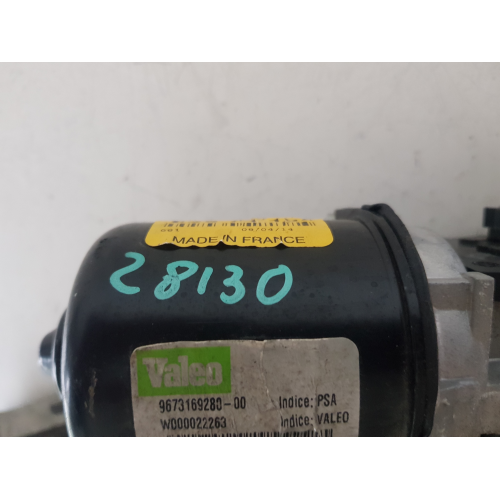 MADE IN FRANCE
28130
Valeo
9673169280-00 Indice: PSA
W000022263 Indice: VALEO